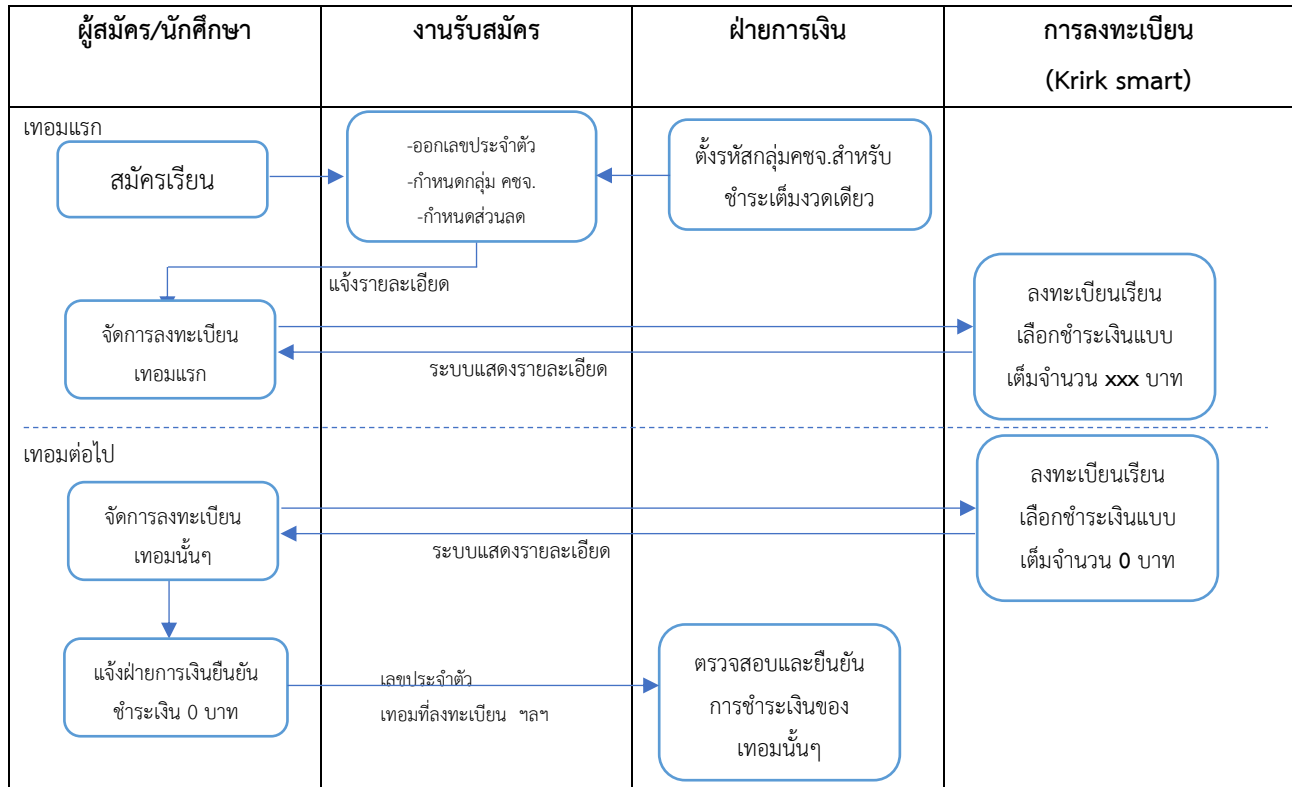 ผู้สมัคร/นักศึกษา
งานรับสมัคร
ฝ่ายการเงิน
การลงทะเบียน
(Krirk smart)
เทอมแรก
สมัครเรียน
-ออกเลขประจำตัว
-กำหนดกลุ่ม คชจ.
-กำหนดส่วนลด
ตั้งรหัสกลุ่มคชจ.สำหรับ
ชำระเต็มงวดเดียว
แจ้งรายละเอียด
จัดการลงทะเบียน
เทอมแรก
ระบบแสดงรายละเอียด
ลงทะเบียนเรียน
เลือกชำระเงินแบบ
เต็มจำนวน xxx บาท
เทอมต่อไป
จัดการลงทะเบียน
เทอมนั้นๆ
ระบบแสดงรายละเอียด
ลงทะเบียนเรียน
เลือกชำระเงินแบบ
เต็มจำนวน 0 บาท
แจ้งฝ่ายการเงินยืนยัน
ชำระเงิน 0 บาท
เลขประจำตัว
เทอมที่ลงทะเบียน ฯลฯ
ตรวจสอบและยืนยัน
การชำระเงินของ
เทอมนั้นๆ